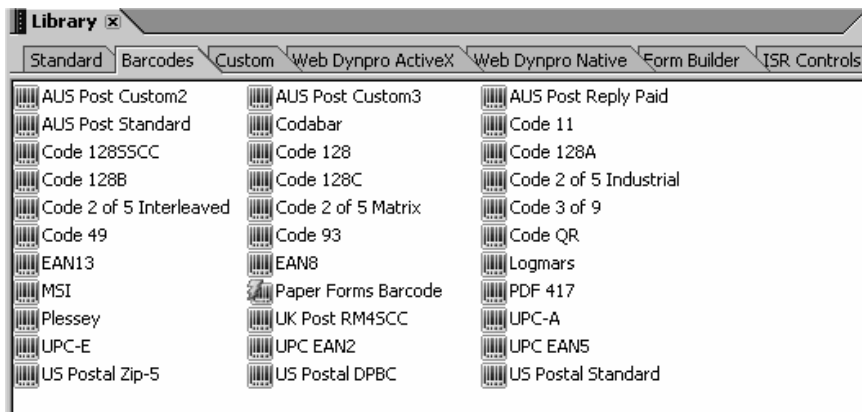 Library
Standard Barcodes Custom Web Dynpro ActiveX Web Dynpro Native Form Builder ISR Controls
AUS Post Custom2 AUS Post Custom3 AUS Post Reply Paid
AUS Post Standard Codabar Code 11
Code 128SSCC Code 128 Code 128A
Code 128B Code 128C Code 2 of 5 Industrial
Code 2 of 5 Interleaved Code 2 of 5 Matrix Code 3 of 9
Code 49 Code 93 Code QR
EAN13 EAN8 Logmars
MSI Paper Forms Barcode PDF 417
Plessey UK Post RM4SCC UPC-A
UPC-E UPC EAN2 UPC EAN5
US Postal Zip-5 US Postal DPBC US Postal Standard